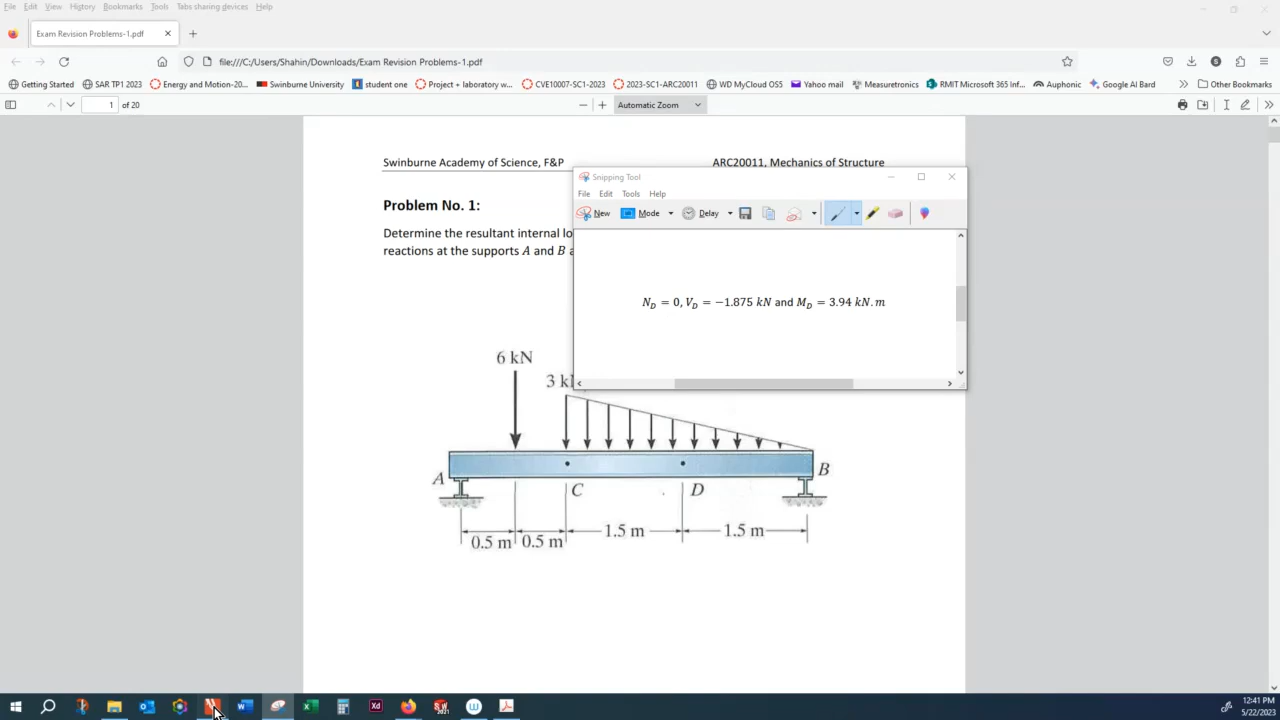 File Edit View History Bookmarks Tools Tabs sharing devices Help
Exam Revision Problems-1.pdf
file:///C:/Users/Shahin/Downloads/Exam Revision Problems-1.pdf
Getting Started SAR TP1 2023 Energy and Motion-20... Swinburne University student one Project + laboratory w... CVE10007-SC1-2023 2023-SC1-ARC20011 WD MyCloud OS5 Yahoo mail Measuretronics RMIT Microsoft 365 Inf... Auphonic Google AI Bard Other Bookmarks
1 of 20 Automatic Zoom
Swinburne Academy of Science, F&P ARC20011, Mechanics of Structure
Problem No. 1:
Determine the resultant internal lo
reactions at the supports A and B a
Snipping Tool
File Edit Tools Help
New Mode Delay
N_D = 0, V_D = −1.875 kN and M_D = 3.94 kN.m
6 kN
3 k
A B
C D
0.5 m 0.5 m 1.5 m 1.5 m
12:41 PM
5/22/2023